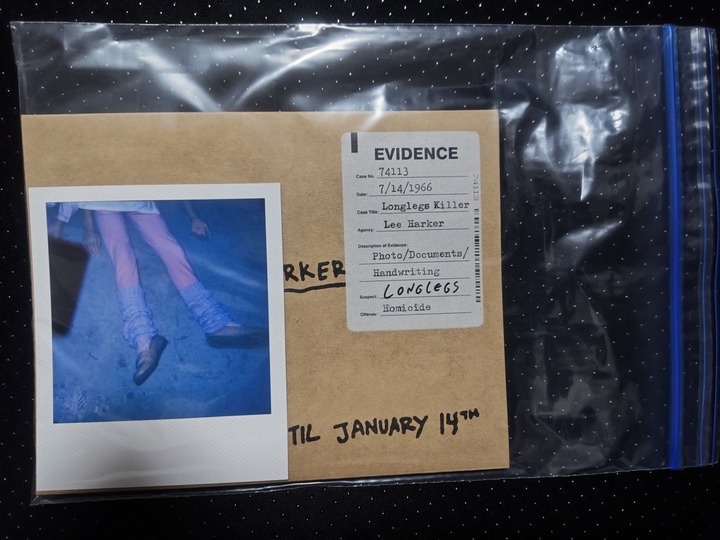 EVIDENCE
Case No. 74113
Date: 7/14/1966
Case Title: Longlegs Killer
Agency: Lee Harker
Description of Evidence:
Photo/Documents/
Handwriting
Suspect: LONGLEGS
Offense: Homicide
74113
RKER
TIL JANUARY 14TH